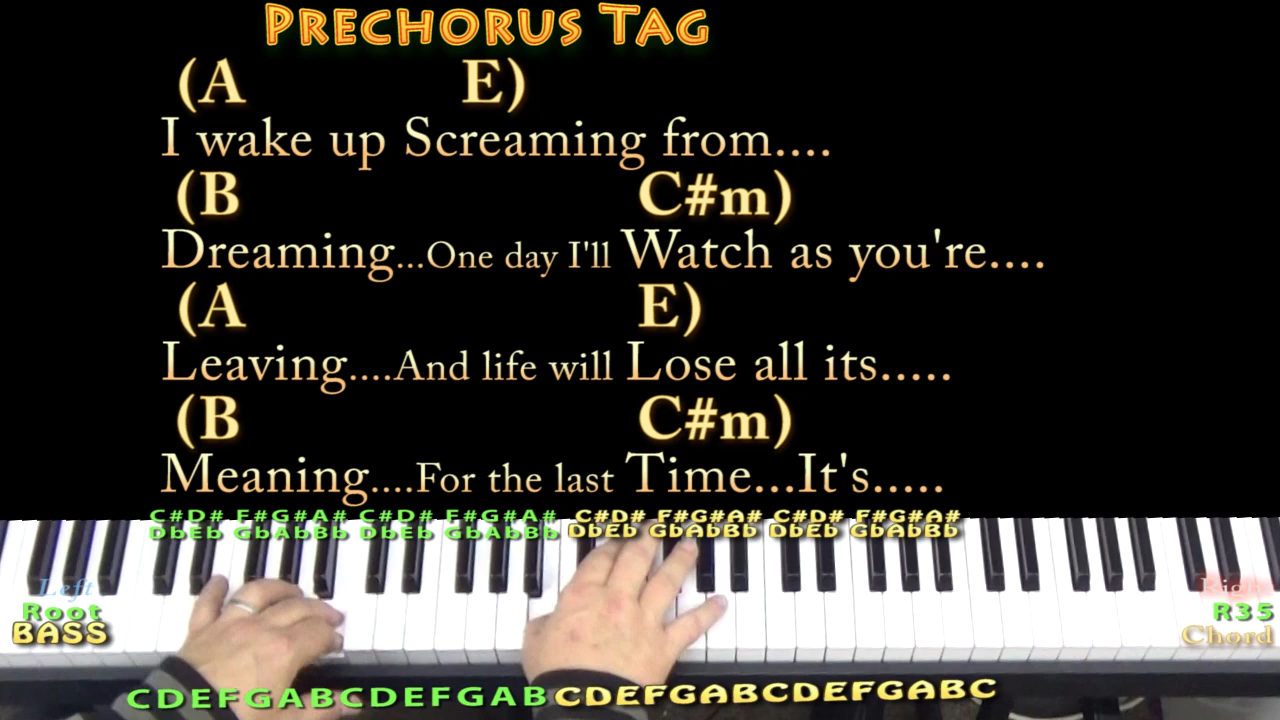 PRECHORUS TAG
(A E)
I wake up Screaming from....
(B C#m)
Dreaming...One day I'll Watch as you're....
(A E)
Leaving....And life will Lose all its.....
(B C#m)
Meaning....For the last Time...It's.....
C#D# F#G#A# C#D# F#G#A# C#D# F#G#A# C#D# F#G#A#
DbEb GbAbBb DbEb GbAbBb DbEb GbAbBb DbEb GbAbBb
Left
Root
BASS
Right
R35
Chord
CDEFGABCDEFGABCDEFGABCDEFGABC